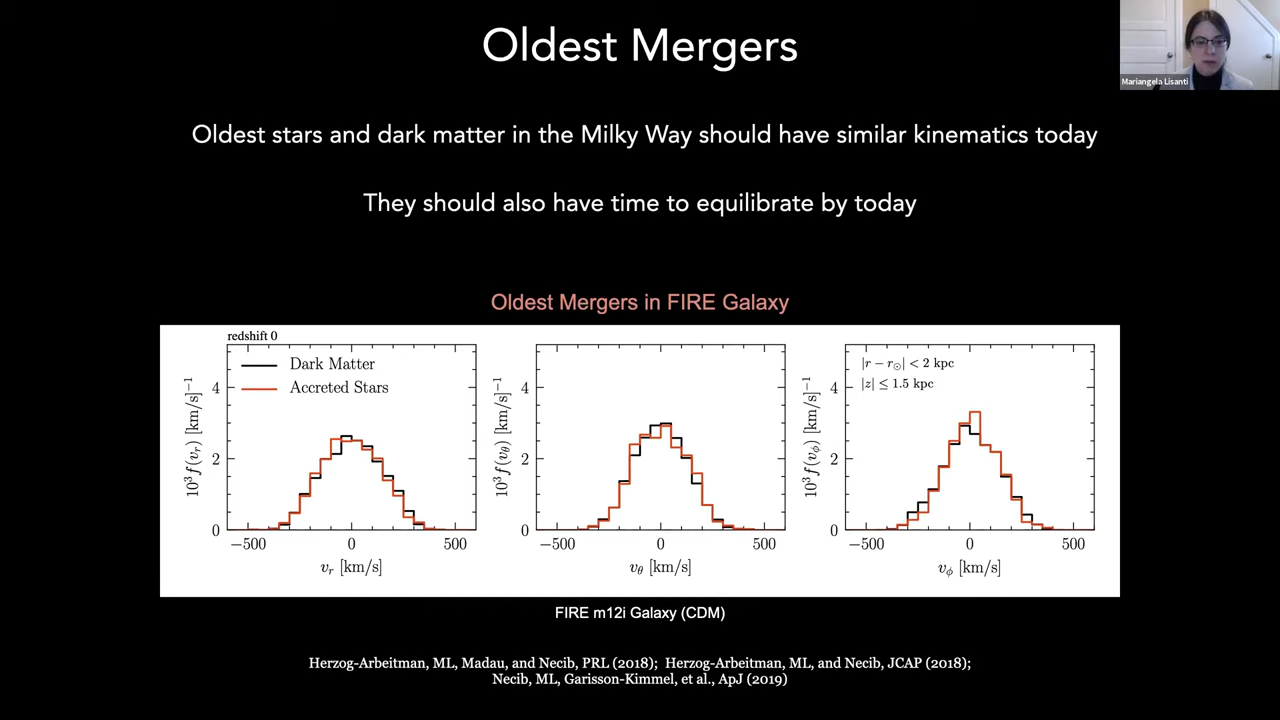 Oldest Mergers
Mariangela Lisanti
Oldest stars and dark matter in the Milky Way should have similar kinematics today
They should also have time to equilibrate by today
Oldest Mergers in FIRE Galaxy
redshift 0
Dark Matter
Accreted Stars
|r − r☉| < 2 kpc
|z| ≤ 1.5 kpc
10³ f(v_r) [km/s]⁻¹
4
2
0
−500 0 500
v_r [km/s]
10³ f(v_θ) [km/s]⁻¹
4
2
0
−500 0 500
v_θ [km/s]
10³ f(v_ϕ) [km/s]⁻¹
4
2
0
−500 0 500
v_ϕ [km/s]
FIRE m12i Galaxy (CDM)
Herzog-Arbeitman, ML, Madau, and Necib, PRL (2018); Herzog-Arbeitman, ML, and Necib, JCAP (2018);
Necib, ML, Garisson-Kimmel, et al., ApJ (2019)